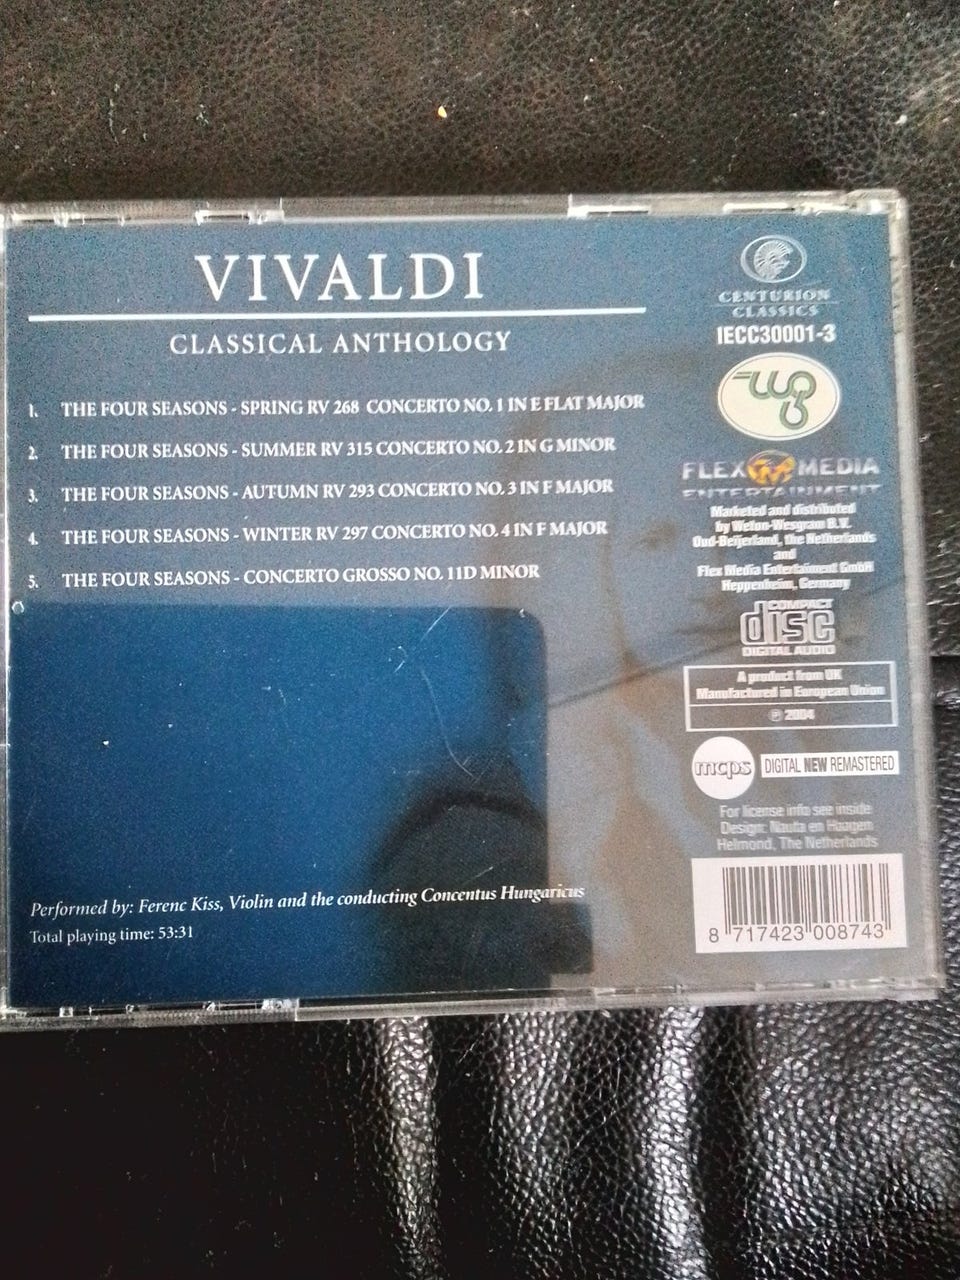 VIVALDI
CLASSICAL ANTHOLOGY
1. THE FOUR SEASONS - SPRING RV 268 CONCERTO NO. 1 IN E FLAT MAJOR
2. THE FOUR SEASONS - SUMMER RV 315 CONCERTO NO. 2 IN G MINOR
3. THE FOUR SEASONS - AUTUMN RV 293 CONCERTO NO. 3 IN F MAJOR
4. THE FOUR SEASONS - WINTER RV 297 CONCERTO NO. 4 IN F MAJOR
5. THE FOUR SEASONS - CONCERTO GROSSO NO. 11D MINOR
Performed by: Ferenc Kiss, Violin and the conducting Concentus Hungaricus
Total playing time: 53:31
CENTURION
CLASSICS
IECC30001-3
wg
FLEX M MEDIA
ENTERTAINMENT
Marketed and distributed
by Weton-Wesgram B.V.
Oud-Beijerland, the Netherlands
and
Flex Media Entertaiment GmbH
Heppenheim, Germany
COMPACT
disc
DIGITAL AUDIO
A product from UK
Manufactured in European Union
℗ 2004
mcps
DIGITAL NEW REMASTERED
For license info see inside
Design: Nauta en Haagen
Helmond, The Netherlands
8 717423 008743